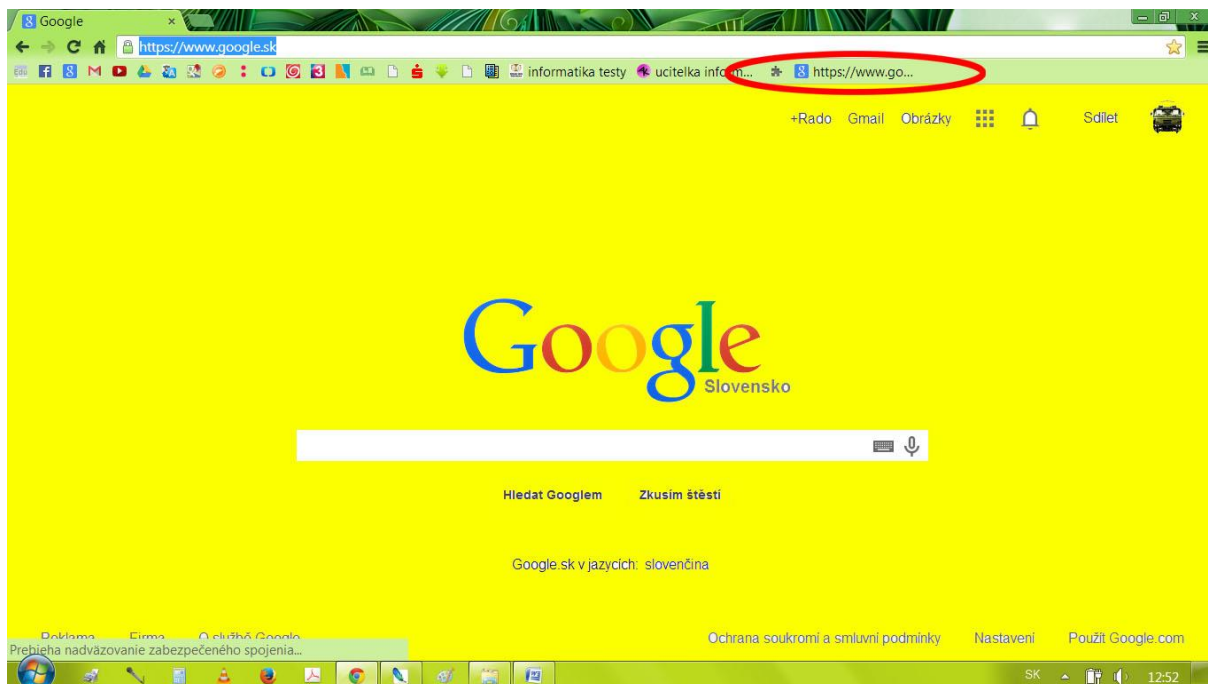 Google
https://www.google.sk
informatika testy ucitelka inform... https://www.go...
+Rado Gmail Obrázky Sdílet
Google
Slovensko
Hledat Googlem Zkusím štěstí
Google.sk v jazycích: slovenčina
Reklama Firma O službě Google Ochrana soukromí a smluvní podmínky Nastavení Použít Google.com
Prebieha nadväzovanie zabezpečeného spojenia...
SK 12:52